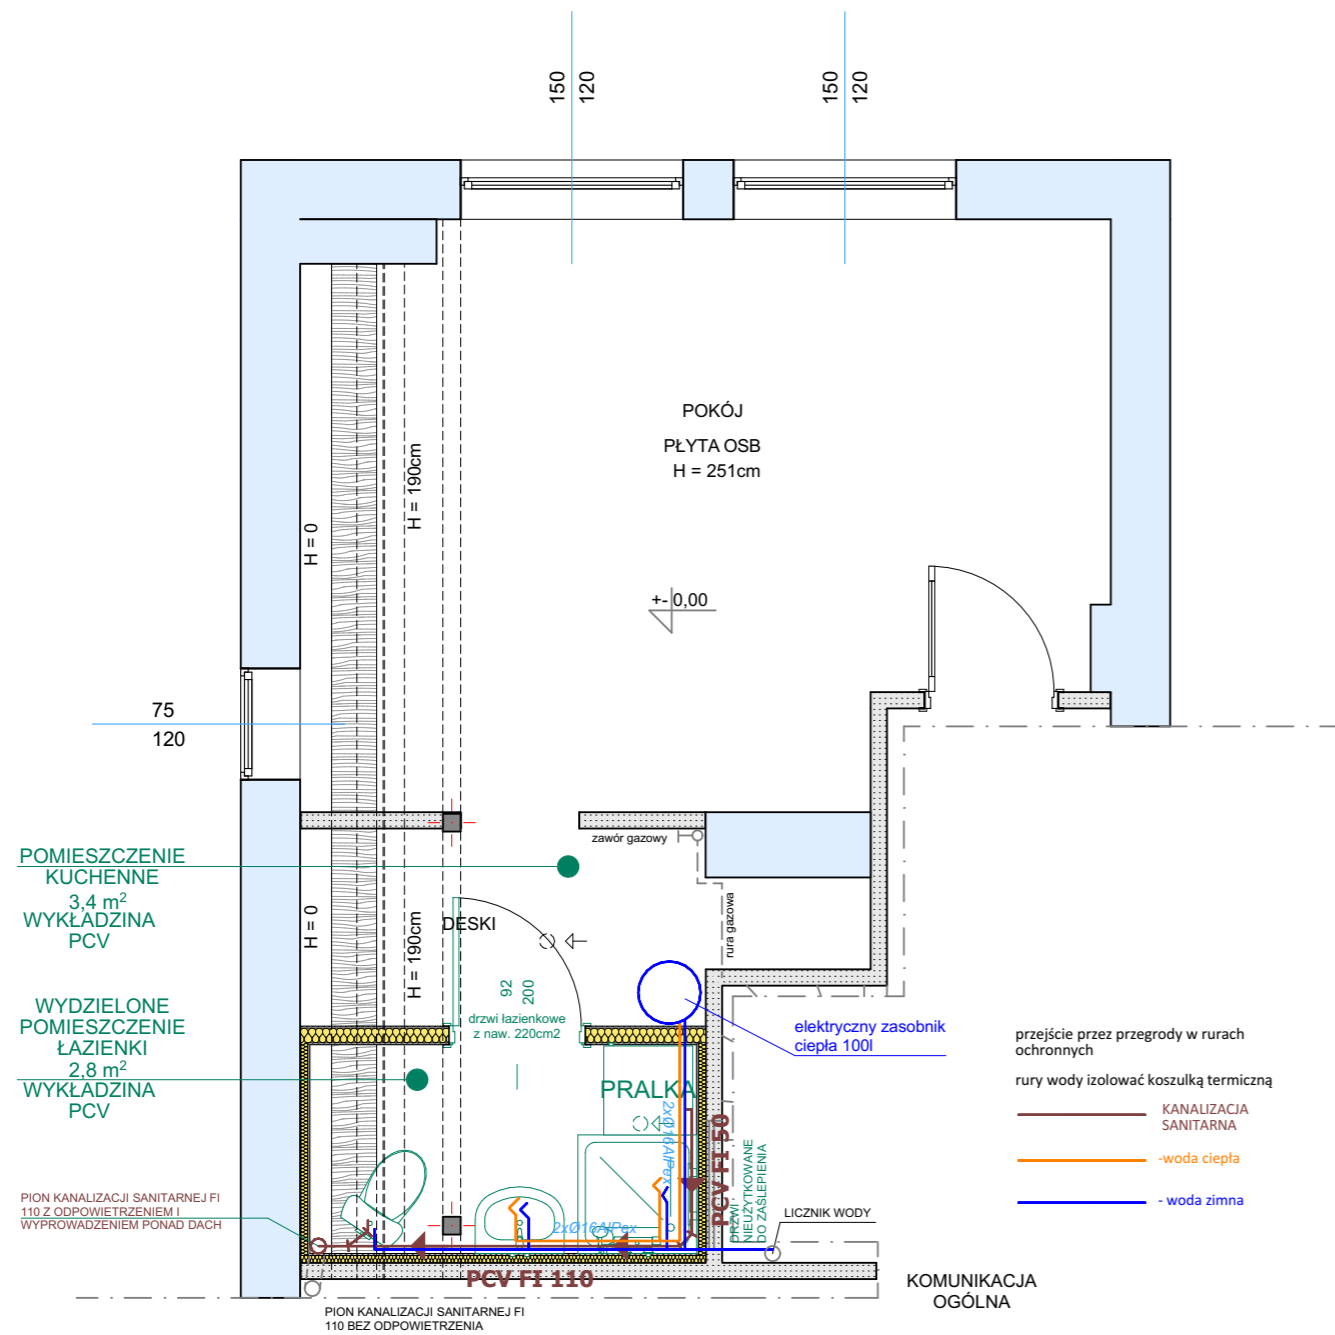 150
120
150
120
POKÓJ
PŁYTA OSB
H = 251cm
H = 190cm
H = 0
+- 0,00
75
120
zawór gazowy
POMIESZCZENIE
KUCHENNE
3,4 m²
WYKŁADZINA
PCV
H = 0
H = 190cm
DESKI
rura gazowa
92
200
drzwi łazienkowe
z naw. 220cm2
WYDZIELONE
POMIESZCZENIE
ŁAZIENKI
2,8 m²
WYKŁADZINA
PCV
elektryczny zasobnik
ciepła 100l
przejście przez przegrody w rurach
ochronnych
rury wody izolować koszulką termiczną
KANALIZACJA
SANITARNA
-woda ciepła
- woda zimna
PRALKA
2xØ16AlPex
PCV FI 50
DRZWI
NIEUŻYTKOWANE
DO ZAŚLEPIENIA
PION KANALIZACJI SANITARNEJ FI
110 Z ODPOWIETRZENIEM I
WYPROWADZENIEM PONAD DACH
2xØ16AlPex
LICZNIK WODY
PCV FI 110
KOMUNIKACJA
OGÓLNA
PION KANALIZACJI SANITARNEJ FI
110 BEZ ODPOWIETRZENIA